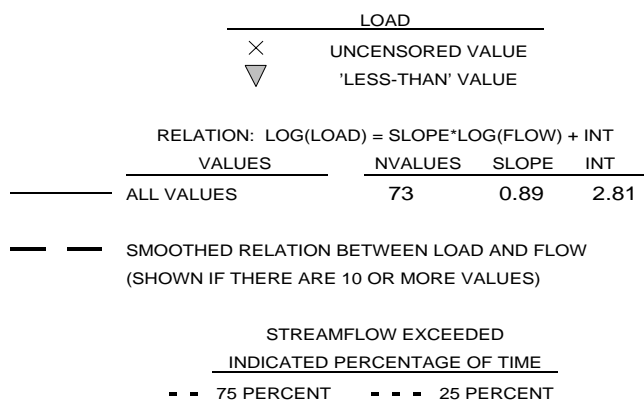 LOAD
UNCENSORED VALUE
'LESS-THAN' VALUE
RELATION: LOG(LOAD) = SLOPE*LOG(FLOW) + INT
VALUES NVALUES SLOPE INT
ALL VALUES 73 0.89 2.81
SMOOTHED RELATION BETWEEN LOAD AND FLOW
(SHOWN IF THERE ARE 10 OR MORE VALUES)
STREAMFLOW EXCEEDED
INDICATED PERCENTAGE OF TIME
75 PERCENT 25 PERCENT